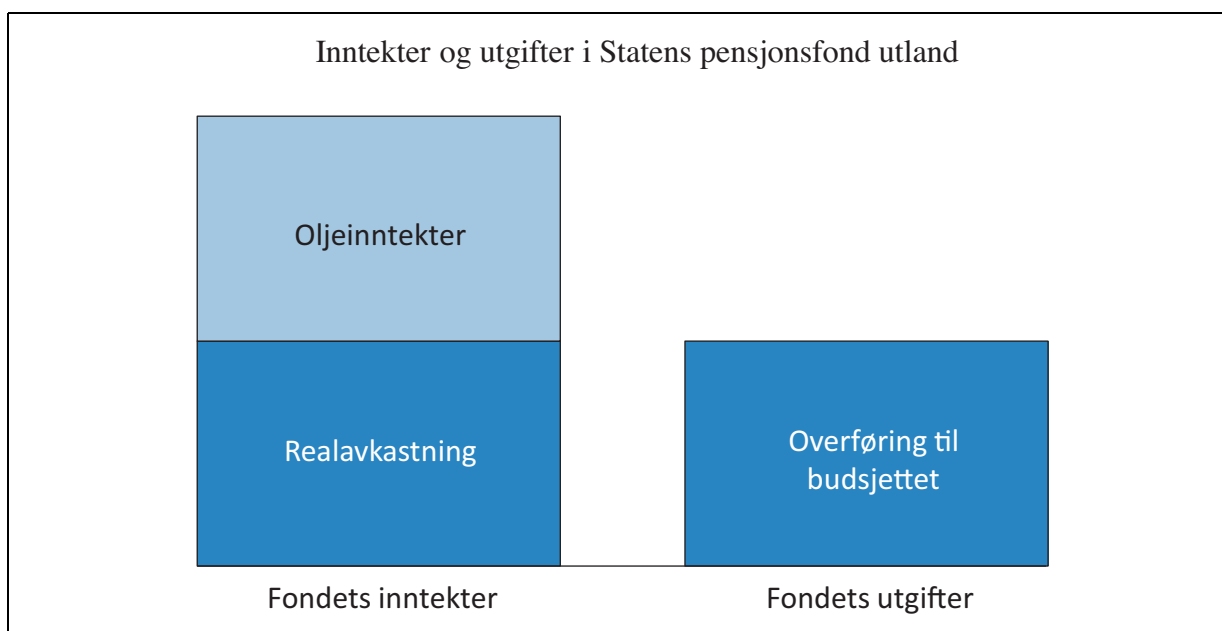 Inntekter og utgifter i Statens pensjonsfond utland
Oljeinntekter
Realavkastning
Overføring til
budsjettet
Fondets inntekter
Fondets utgifter